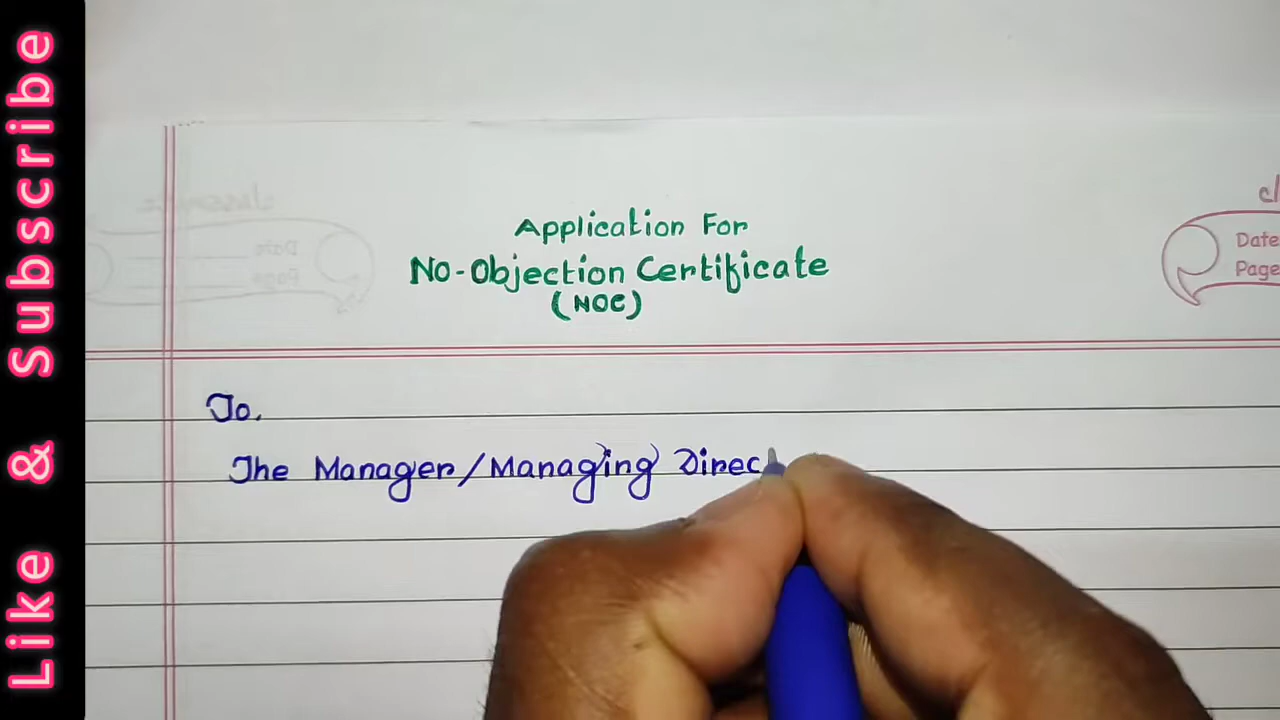 Like & Subscribe
Application For
No-Objection Certificate
(NOC)
Date
Page
To,
The Manager/Managing Direc